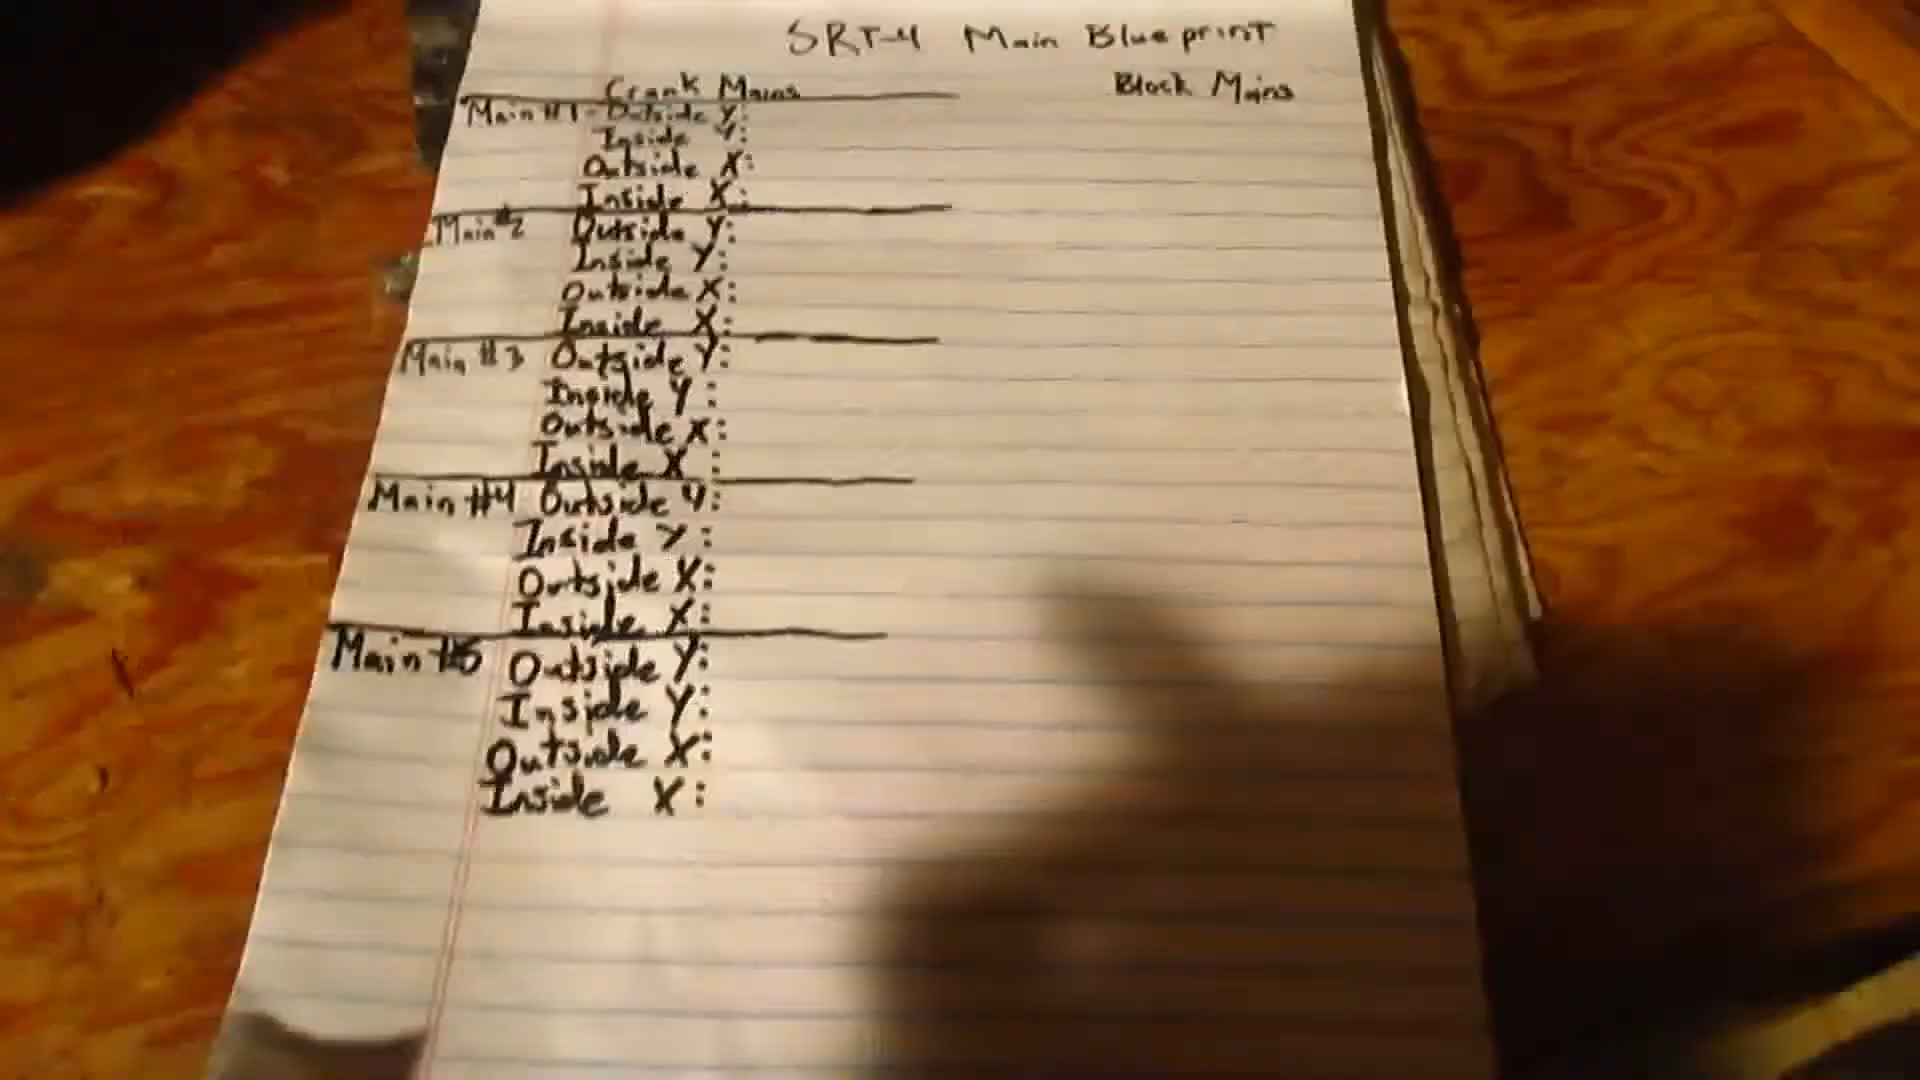 SRT-4 Main Blueprint
Crank Mains Block Mains
Main #1 - Outside Y:
Inside Y:
Outside X:
Inside X:
Main #2 Outside Y:
Inside Y:
Outside X:
Inside X:
Main #3 Outside Y:
Inside Y:
Outside X:
Inside X:
Main #4 Outside Y:
Inside Y:
Outside X:
Inside X:
Main #5 Outside Y:
Inside Y:
Outside X:
Inside X: